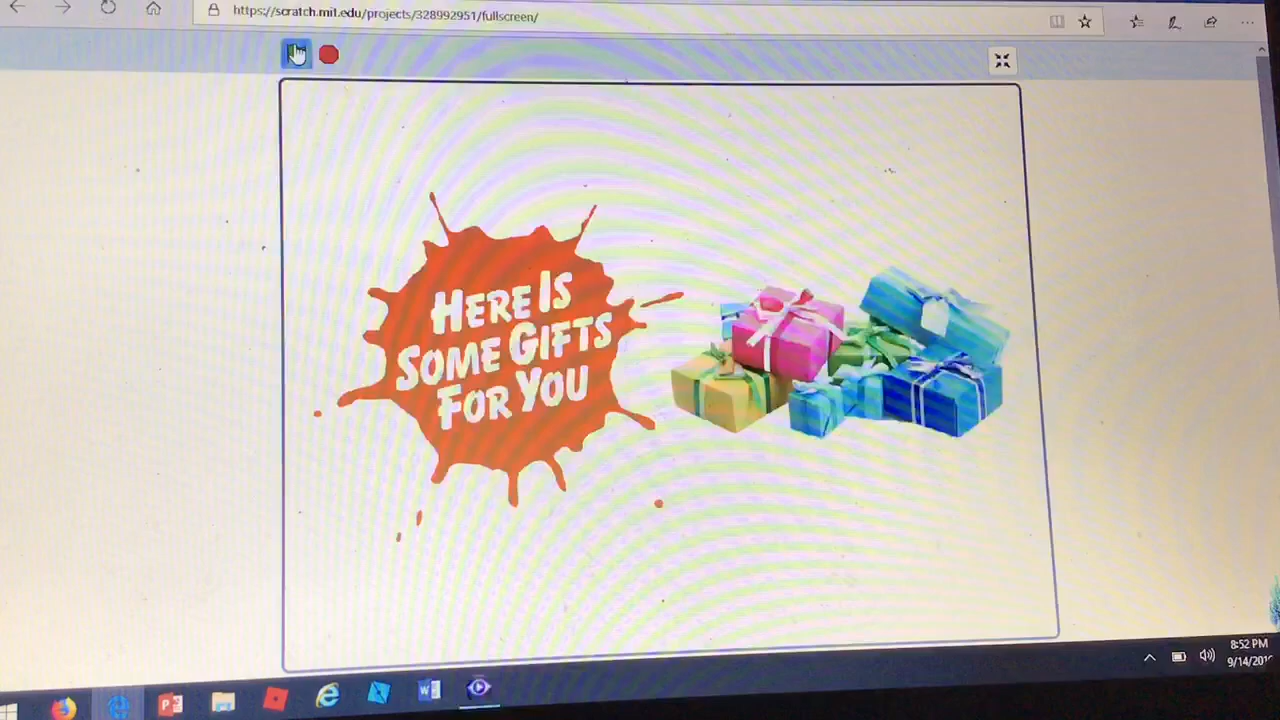 https://scratch.mit.edu/projects/328992951/fullscreen/
HERE IS
SOME GIFTS
FOR YOU
8:52 PM